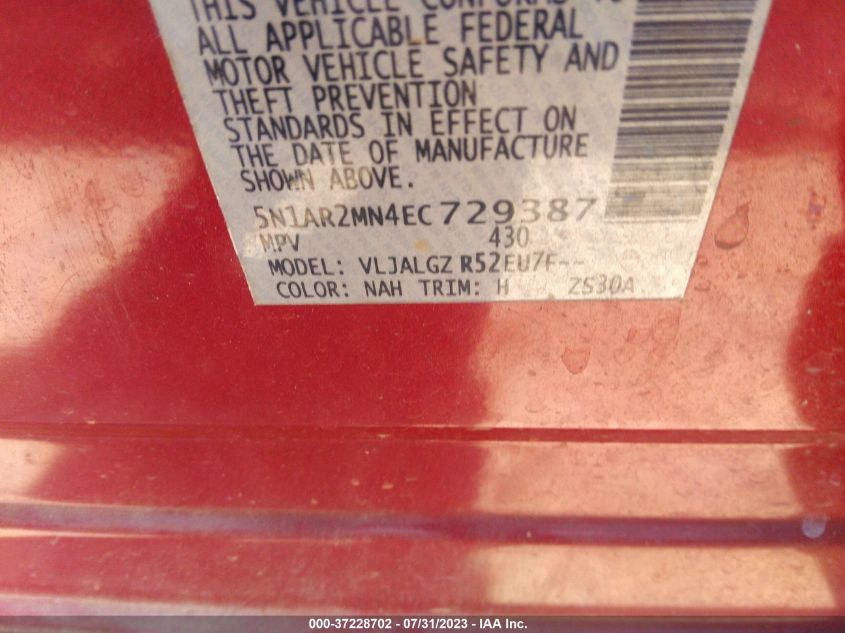 THIS VEHICLE CONFORMS TO
ALL APPLICABLE FEDERAL
MOTOR VEHICLE SAFETY AND
THEFT PREVENTION
STANDARDS IN EFFECT ON
THE DATE OF MANUFACTURE
SHOWN ABOVE.
5N1AR2MN4EC729387
MPV 430
MODEL: VLJALGZ R52EU7F--
COLOR: NAH TRIM: H ZS30A
000-37228702 - 07/31/2023 - IAA Inc.